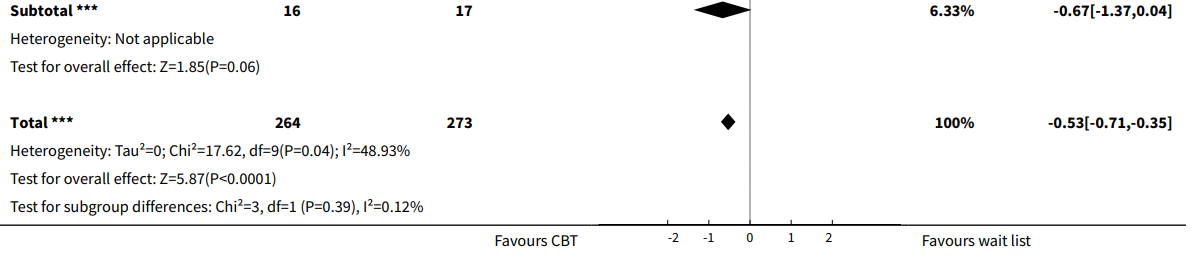 Subtotal *** 16 17 6.33% -0.67[-1.37,0.04]
Heterogeneity: Not applicable
Test for overall effect: Z=1.85(P=0.06)
Total *** 264 273 100% -0.53[-0.71,-0.35]
Heterogeneity: Tau²=0; Chi²=17.62, df=9(P=0.04); I²=48.93%
Test for overall effect: Z=5.87(P<0.0001)
Test for subgroup differences: Chi²=3, df=1 (P=0.39), I²=0.12%
Favours CBT -2 -1 0 1 2 Favours wait list